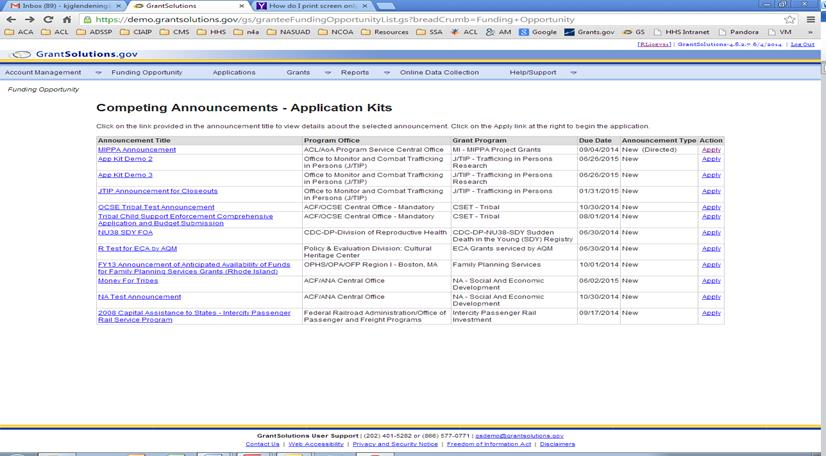 Inbox (89) - kjglendening
GrantSolutions
How do I print screen onl
https://demo.grantsolutions.gov/gs/granteeFundingOpportunityList.gs?breadCrumb=Funding+Opportunity
ACA ACL ADSSP CIAIP CMS HHS n4a NASUAD NCOA Resources SSA ACL AM Google Grants.gov GS HHS Intranet Pandora VM
GrantSolutions.gov
GrantSolutions-4.6.2.
6/4/2014 | Log Out
Account Management Funding Opportunity Applications Grants Reports Online Data Collection Help/Support
Funding Opportunity
Competing Announcements - Application Kits
Click on the link provided in the announcement title to view details about the selected announcement. Click on the Apply link at the right to begin the application.
Announcement Title Program Office Grant Program Due Date Announcement Type Action
MIPPA Announcement ACL/AoA Program Service Central Office MI - MIPPA Project Grants 09/04/2014 New (Directed) Apply
App Kit Demo 2 Office to Monitor and Combat Trafficking in Persons (J/TIP) J/TIP - Trafficking in Persons Research 06/26/2015 New Apply
App Kit Demo 3 Office to Monitor and Combat Trafficking in Persons (J/TIP) J/TIP - Trafficking in Persons Research 06/26/2015 New Apply
JTIP Announcement for Closeouts Office to Monitor and Combat Trafficking in Persons (J/TIP) J/TIP - Trafficking in Persons 01/31/2015 New Apply
OCSE Tribal Test Announcement ACF/OCSE Central Office - Mandatory CSET - Tribal 10/30/2014 New Apply
Tribal Child Support Enforcement Comprehensive Application and Budget Submission ACF/OCSE Central Office - Mandatory CSET - Tribal 08/01/2014 New Apply
NU38 SDY FOA CDC-DP-Division of Reproductive Health CDC-DP-NU38-SDY Sudden Death in the Young (SDY) Registry 06/30/2014 New Apply
R Test for ECA by AQM Policy & Evaluation Division: Cultural Heritage Center ECA Grants serviced by AQM 06/30/2014 New Apply
FY13 Announcement of Anticipated Availability of Funds for Family Planning Services Grants (Rhode Island) OPHS/OPA/OFP Region I - Boston, MA Family Planning Services 10/01/2014 New Apply
Money For Tribes ACF/ANA Central Office NA - Social And Economic Development 06/02/2015 New Apply
NA Test Announcement ACF/ANA Central Office NA - Social And Economic Development 10/30/2014 New Apply
2008 Capital Assistance to States - Intercity Passenger Rail Service Program Federal Railroad Administration/Office of Passenger and Freight Programs Intercity Passenger Rail Investment 09/17/2014 New Apply
GrantSolutions User Support | (202) 401-5282 or (866) 577-0771 | gsdemo@grantsolutions.gov
Contact Us | Web Accessibility | Privacy and Security Notice | Freedom of Information Act | Disclaimers